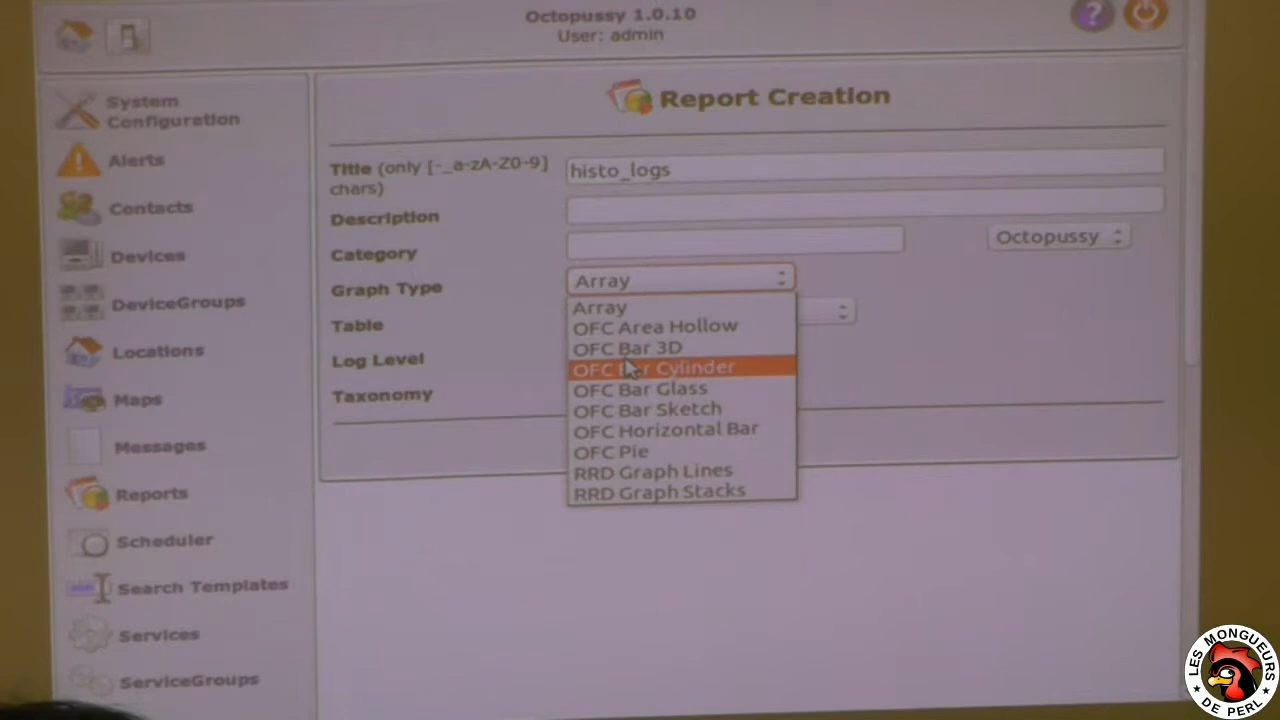 Octopussy 1.0.10
User: admin
?
System
Configuration
Alerts
Contacts
Devices
DeviceGroups
Locations
Maps
Messages
Reports
Scheduler
Search Templates
Services
ServiceGroups
Report Creation
Title (only [-_a-zA-Z0-9]
chars)
histo_logs
Description
Category
Octopussy
Graph Type
Array
Table
Log Level
Taxonomy
Array
OFC Area Hollow
OFC Bar 3D
OFC Bar Cylinder
OFC Bar Glass
OFC Bar Sketch
OFC Horizontal Bar
OFC Pie
RRD Graph Lines
RRD Graph Stacks
LES MONGUEURS
DE PERL